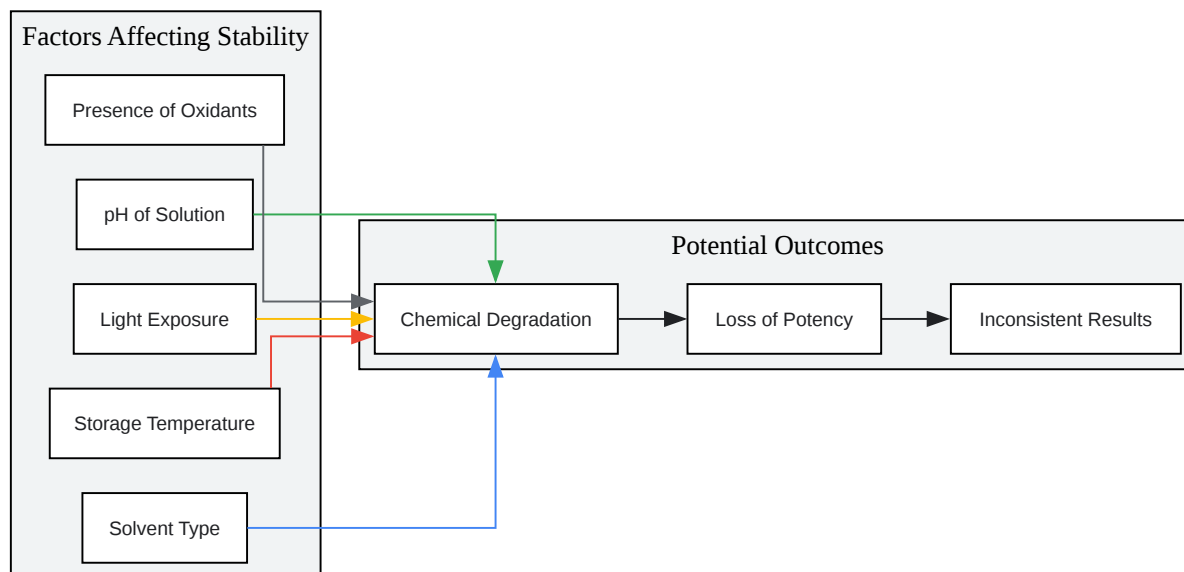 Factors Affecting Stability
Presence of Oxidants
pH of Solution
Light Exposure
Storage Temperature
Solvent Type
Potential Outcomes
Chemical Degradation
Loss of Potency
Inconsistent Results